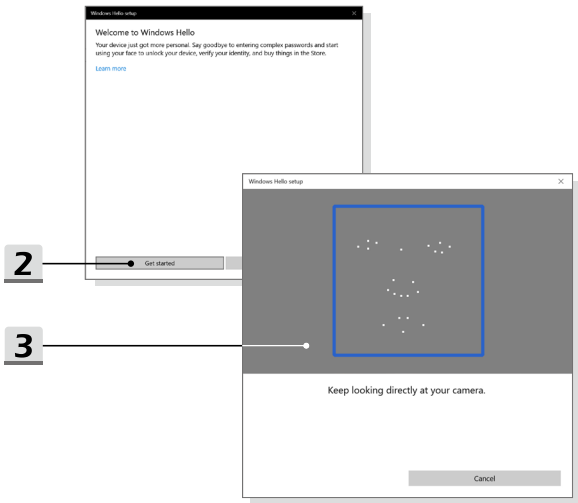 Windows Hello setup
Welcome to Windows Hello
Your device just got more personal. Say goodbye to entering complex passwords and start
using your face to unlock your device, verify your identity, and buy things in the Store.
Learn more
Get started
2
Windows Hello setup
3
Keep looking directly at your camera.
Cancel